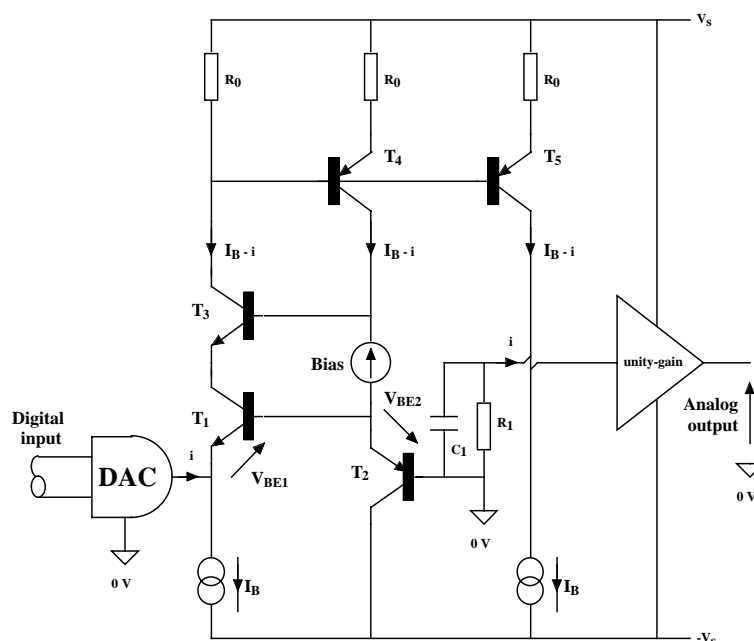 Vs
R0
R0
R0
T4
T5
IB - i
IB - i
IB - i
T3
Bias
i
unity-gain
VBE2
T1
Digital
input
R1
C1
Analog
output
i
DAC
VBE1
T2
0 V
0 V
0 V
IB
IB
-Vs